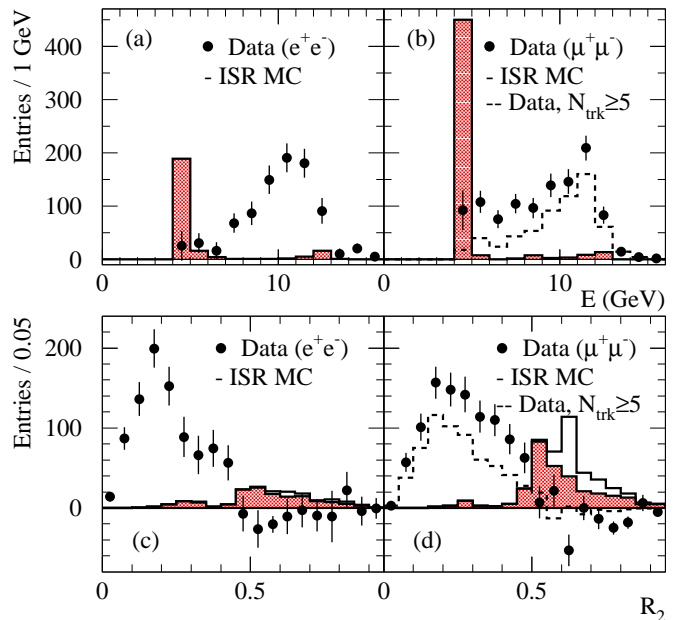 Entries / 1 GeV
400
300
200
100
0
(a)
Data (e⁺e⁻)
- ISR MC
(b)
Data (μ⁺μ⁻)
- ISR MC
-- Data, N_trk≥5
0
10
0
10
E (GeV)
Entries / 0.05
200
100
0
Data (e⁺e⁻)
- ISR MC
(c)
Data (μ⁺μ⁻)
- ISR MC
-- Data, N_trk≥5
(d)
0
0.5
0
0.5
R₂